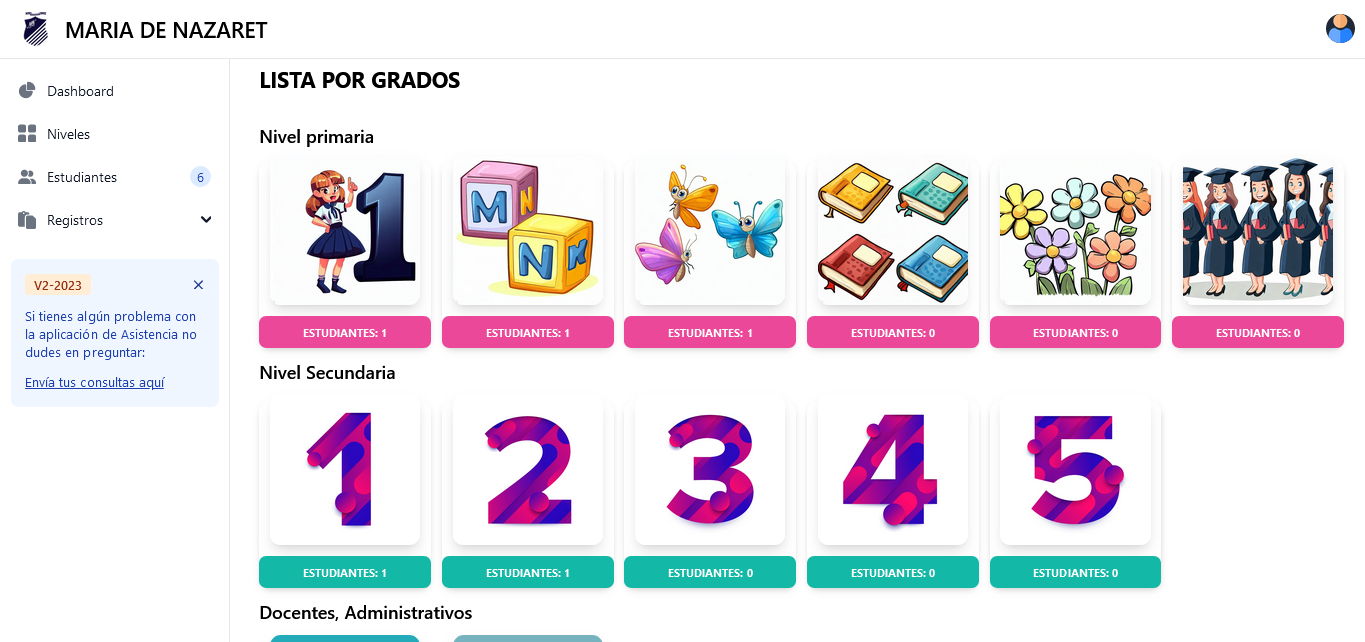 MARIA DE NAZARET
Dashboard
Niveles
Estudiantes 6
Registros
V2-2023
Si tienes algún problema con
la aplicación de Asistencia no
dudes en preguntar:
Envía tus consultas aquí
LISTA POR GRADOS
Nivel primaria
1
M N N N
ESTUDIANTES: 1
ESTUDIANTES: 1
ESTUDIANTES: 1
ESTUDIANTES: 0
ESTUDIANTES: 0
ESTUDIANTES: 0
Nivel Secundaria
1
2
3
4
5
ESTUDIANTES: 1
ESTUDIANTES: 1
ESTUDIANTES: 0
ESTUDIANTES: 0
ESTUDIANTES: 0
Docentes, Administrativos